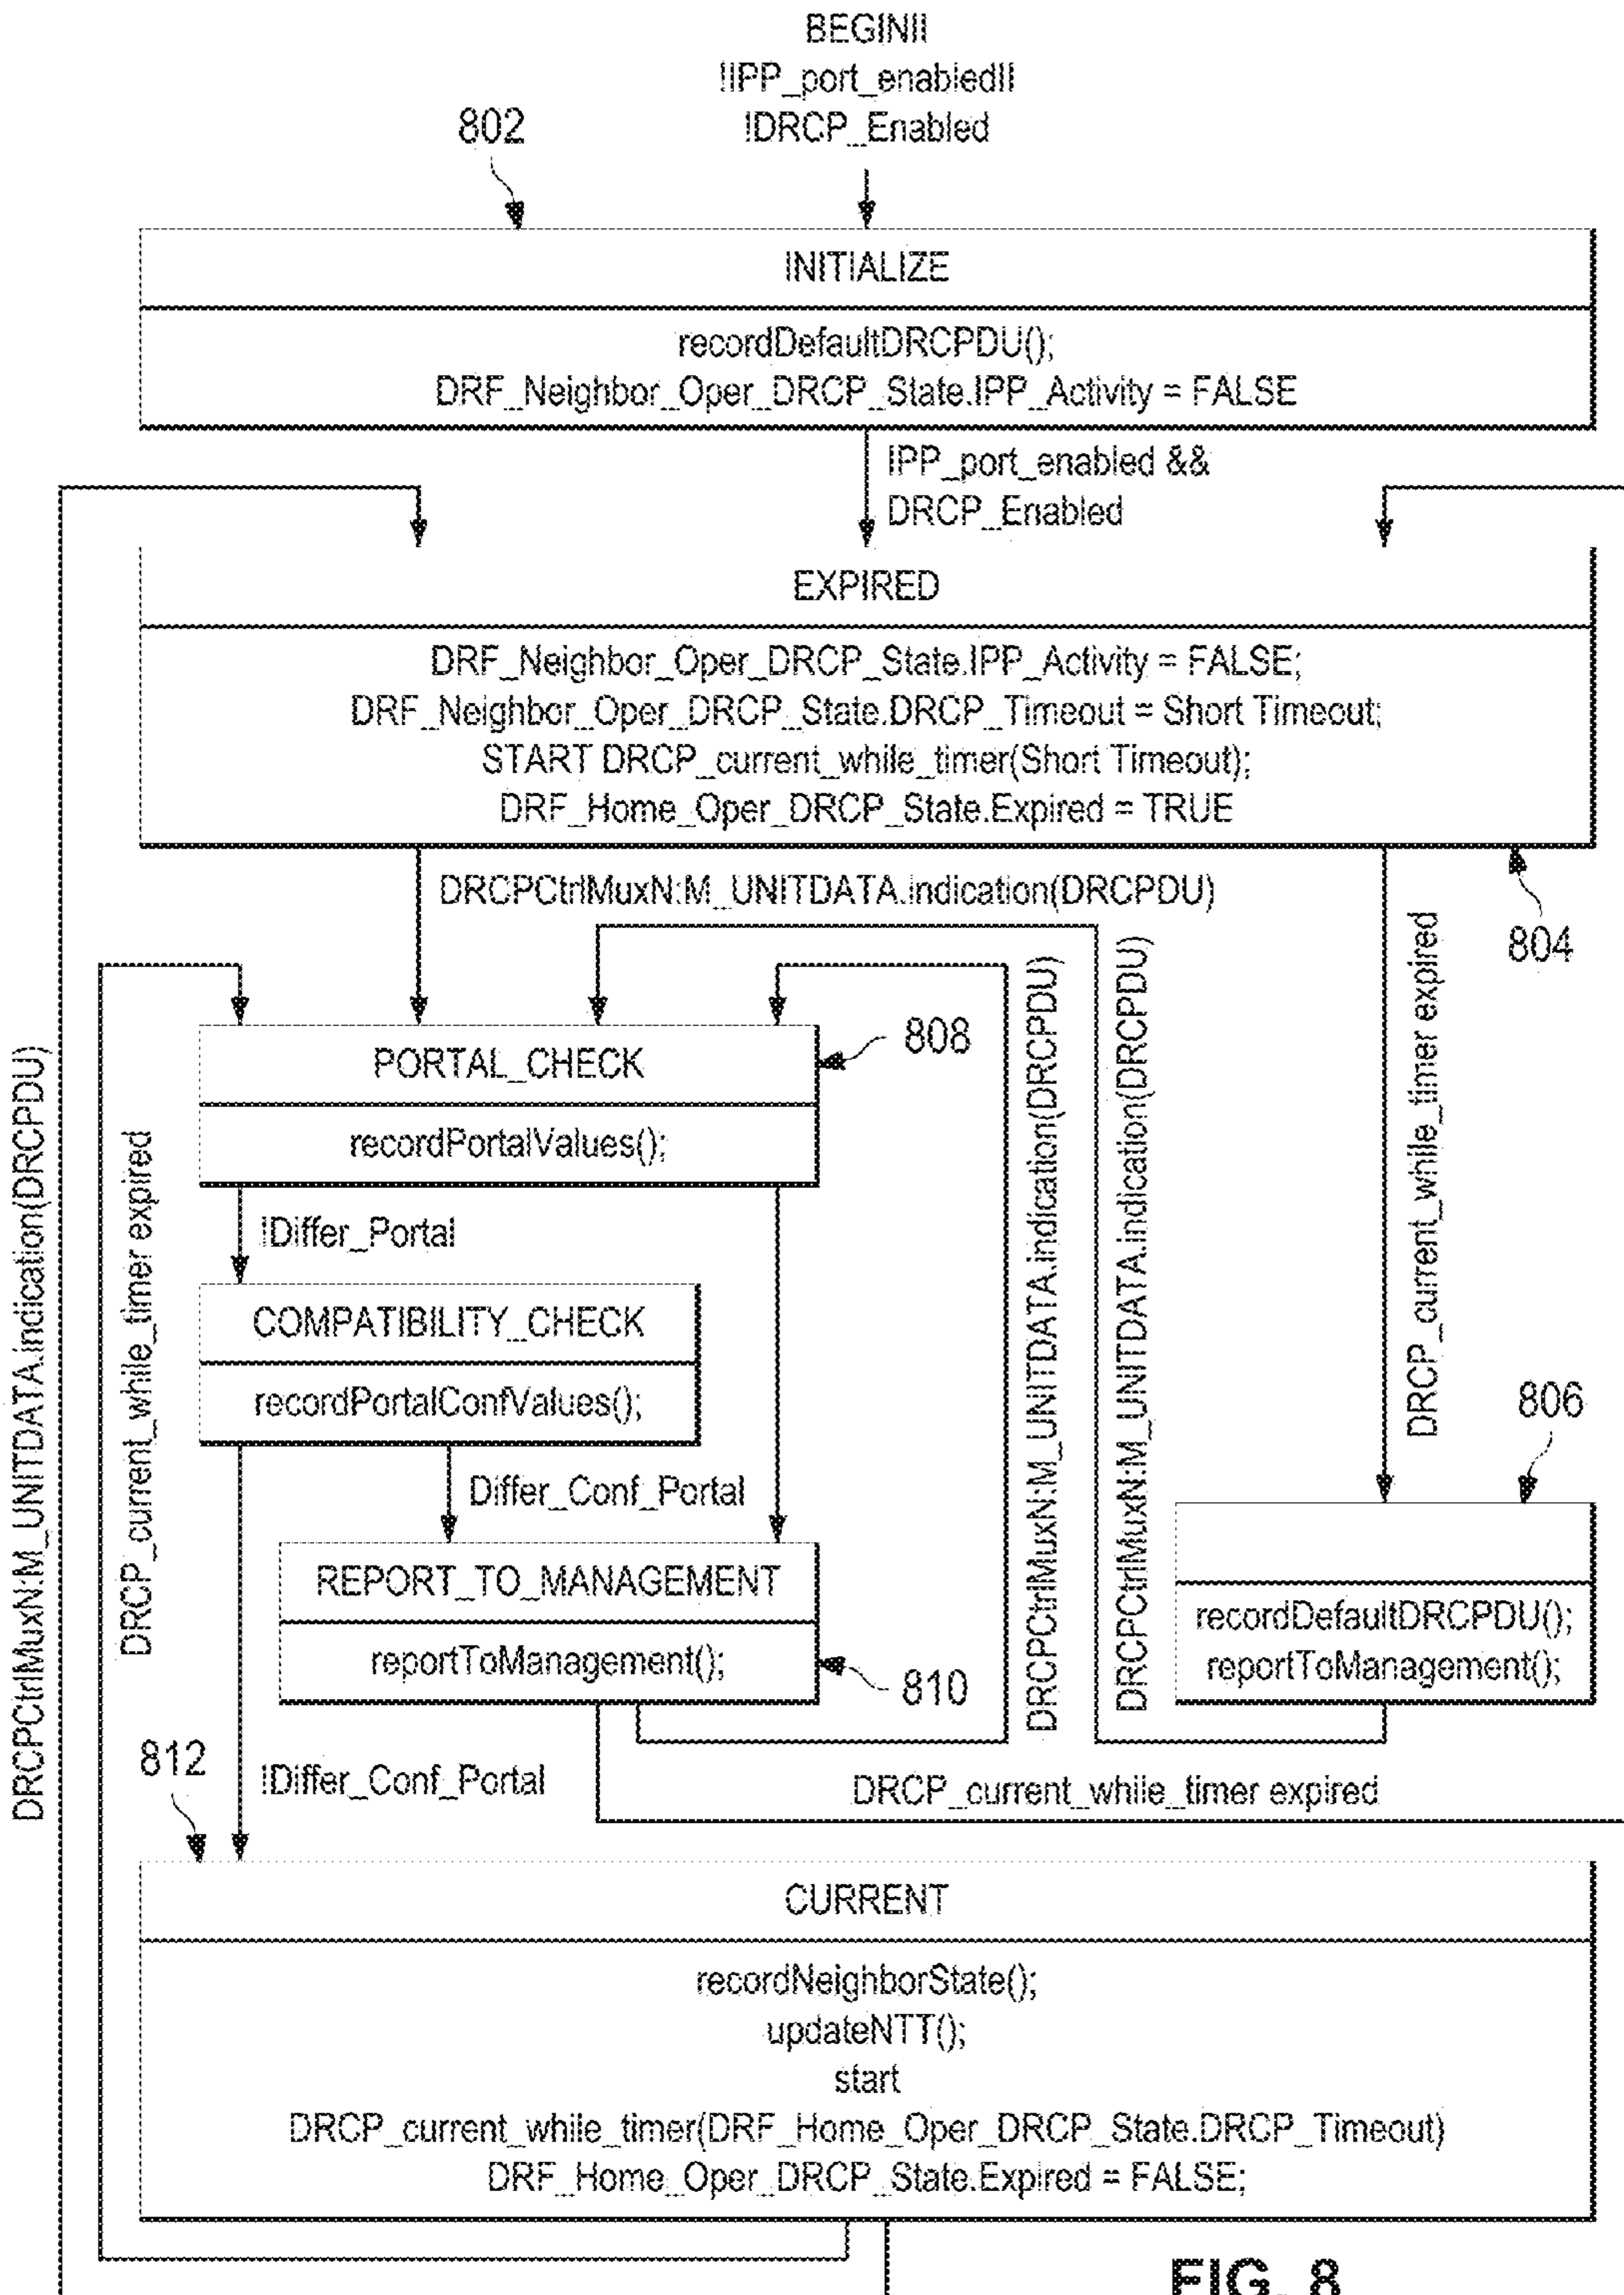 BEGINII
!IPP_port_enabledII
!DRCP_Enabled
802
INITIALIZE
recordDefaultDRCPDU();
DRF_Neighbor_Oper_DRCP_State.IPP_Activity = FALSE
IPP_port_enabled &&
DRCP_Enabled
EXPIRED
DRF_Neighbor_Oper_DRCP_State.IPP_Activity = FALSE;
DRF_Neighbor_Oper_DRCP_State.DRCP_Timeout = Short Timeout;
START DRCP_current_while_timer(Short Timeout);
DRF_Home_Oper_DRCP_State.Expired = TRUE
804
DRCPCtrlMuxN:M_UNITDATA.indication(DRCPDU)
DRCPCtrlMuxN:M_UNITDATA.indication(DRCPDU)
DRCP_current_while_timer expired
PORTAL_CHECK
808
recordPortalValues();
DRCPCtrlMuxN:M_UNITDATA.indication(DRCPDU)
DRCPCtrlMuxN:M_UNITDATA.indication(DRCPDU)
DRCP_current_while_timer expired
!Differ_Portal
COMPATIBILITY_CHECK
recordPortalConfValues();
806
Differ_Conf_Portal
REPORT_TO_MANAGEMENT
reportToManagement();
810
recordDefaultDRCPDU();
reportToManagement();
812
!Differ_Conf_Portal
DRCP_current_while_timer expired
CURRENT
recordNeighborState();
updateNTT();
start
DRCP_current_while_timer(DRF_Home_Oper_DRCP_State.DRCP_Timeout)
DRF_Home_Oper_DRCP_State.Expired = FALSE;
FIG. 8